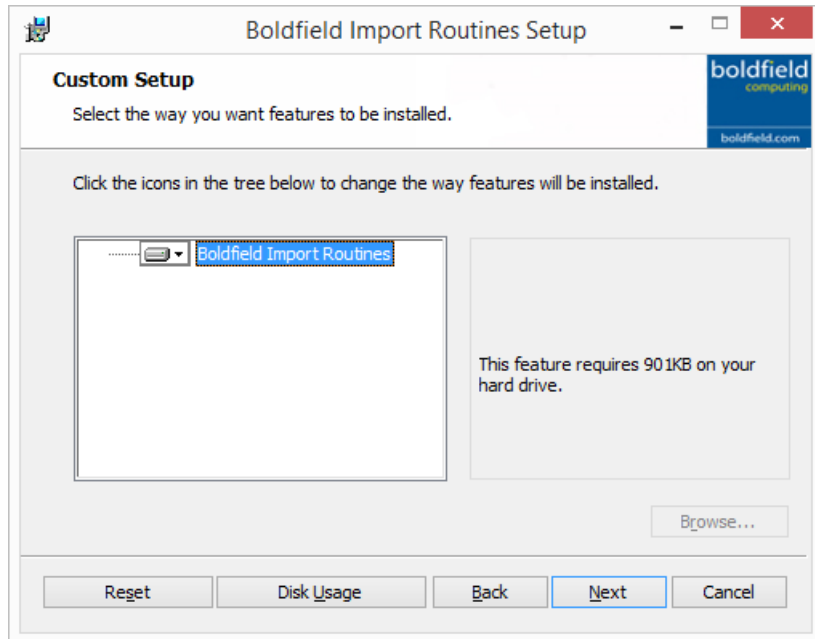 Boldfield Import Routines Setup
Custom Setup
Select the way you want features to be installed.
boldfield
computing
boldfield.com
Click the icons in the tree below to change the way features will be installed.
Boldfield Import Routines
This feature requires 901KB on your
hard drive.
Browse...
Reset
Disk Usage
Back
Next
Cancel